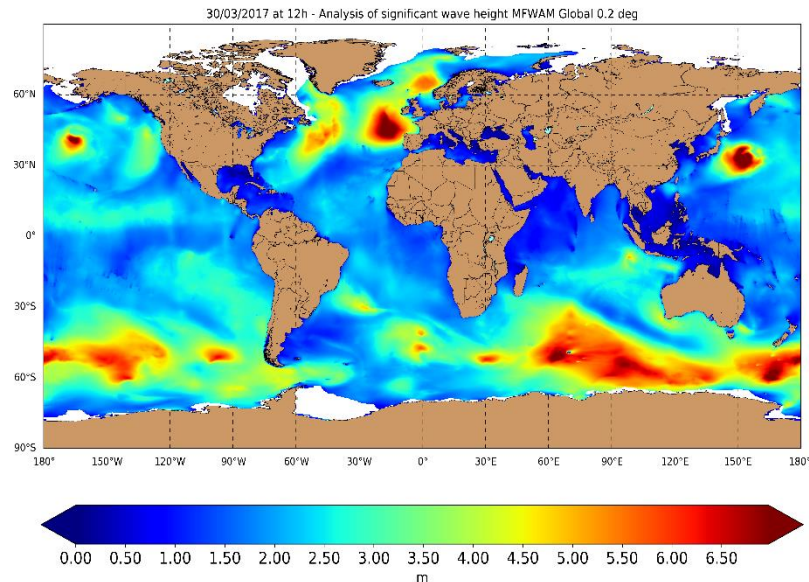 30/03/2017 at 12h - Analysis of significant wave height MFWAM Global 0.2 deg
60°N
30°N
0°
30°S
60°S
90°S
180° 150°W 120°W 90°W 60°W 30°W 0° 30°E 60°E 90°E 120°E 150°E 180°
0.00 0.50 1.00 1.50 2.00 2.50 3.00 3.50 4.00 4.50 5.00 5.50 6.00 6.50
m